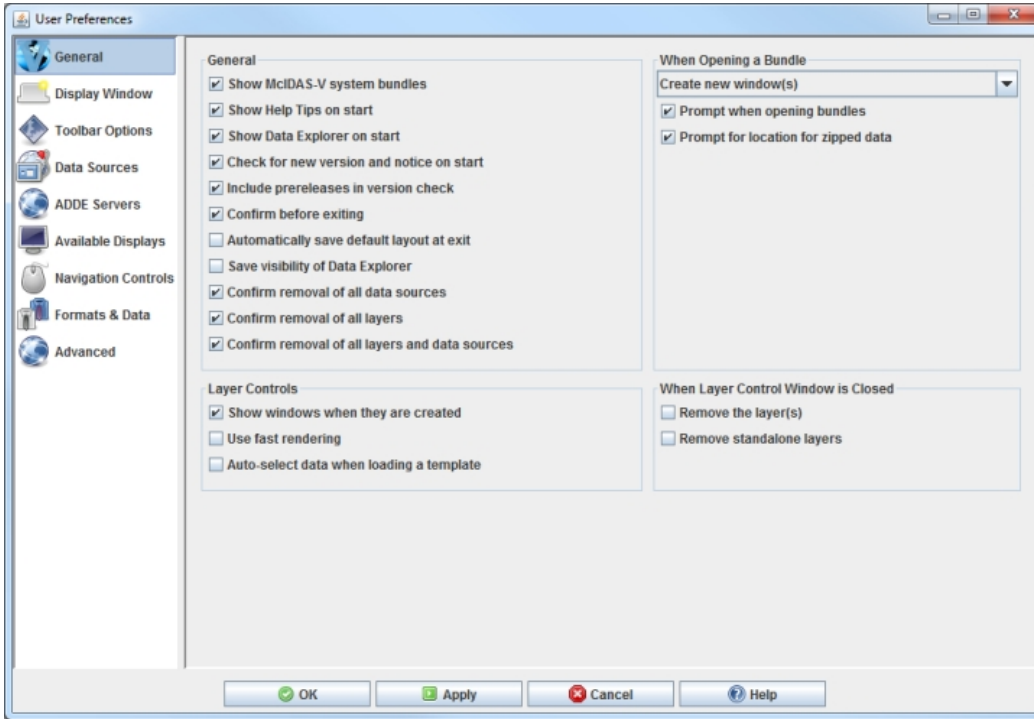 User Preferences
General
Display Window
Toolbar Options
Data Sources
ADDE Servers
Available Displays
Navigation Controls
Formats & Data
Advanced
General
Show McIDAS-V system bundles
Show Help Tips on start
Show Data Explorer on start
Check for new version and notice on start
Include prereleases in version check
Confirm before exiting
Automatically save default layout at exit
Save visibility of Data Explorer
Confirm removal of all data sources
Confirm removal of all layers
Confirm removal of all layers and data sources
When Opening a Bundle
Create new window(s)
Prompt when opening bundles
Prompt for location for zipped data
Layer Controls
Show windows when they are created
Use fast rendering
Auto-select data when loading a template
When Layer Control Window is Closed
Remove the layer(s)
Remove standalone layers
OK
Apply
Cancel
Help